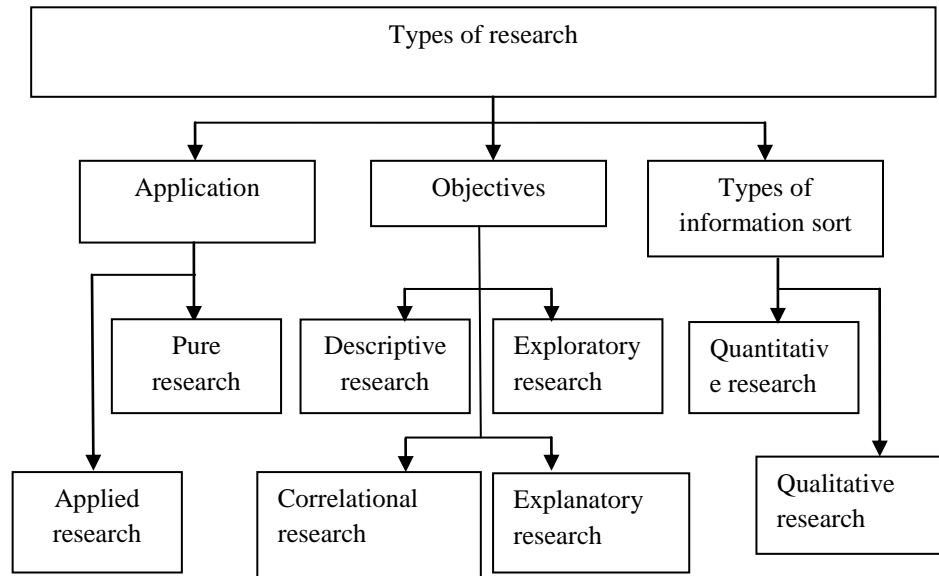 Types of research
Application
Objectives
Types of
information sort
Pure
research
Descriptive
research
Exploratory
research
Quantitativ
e research
Applied
research
Correlational
research
Explanatory
research
Qualitative
research